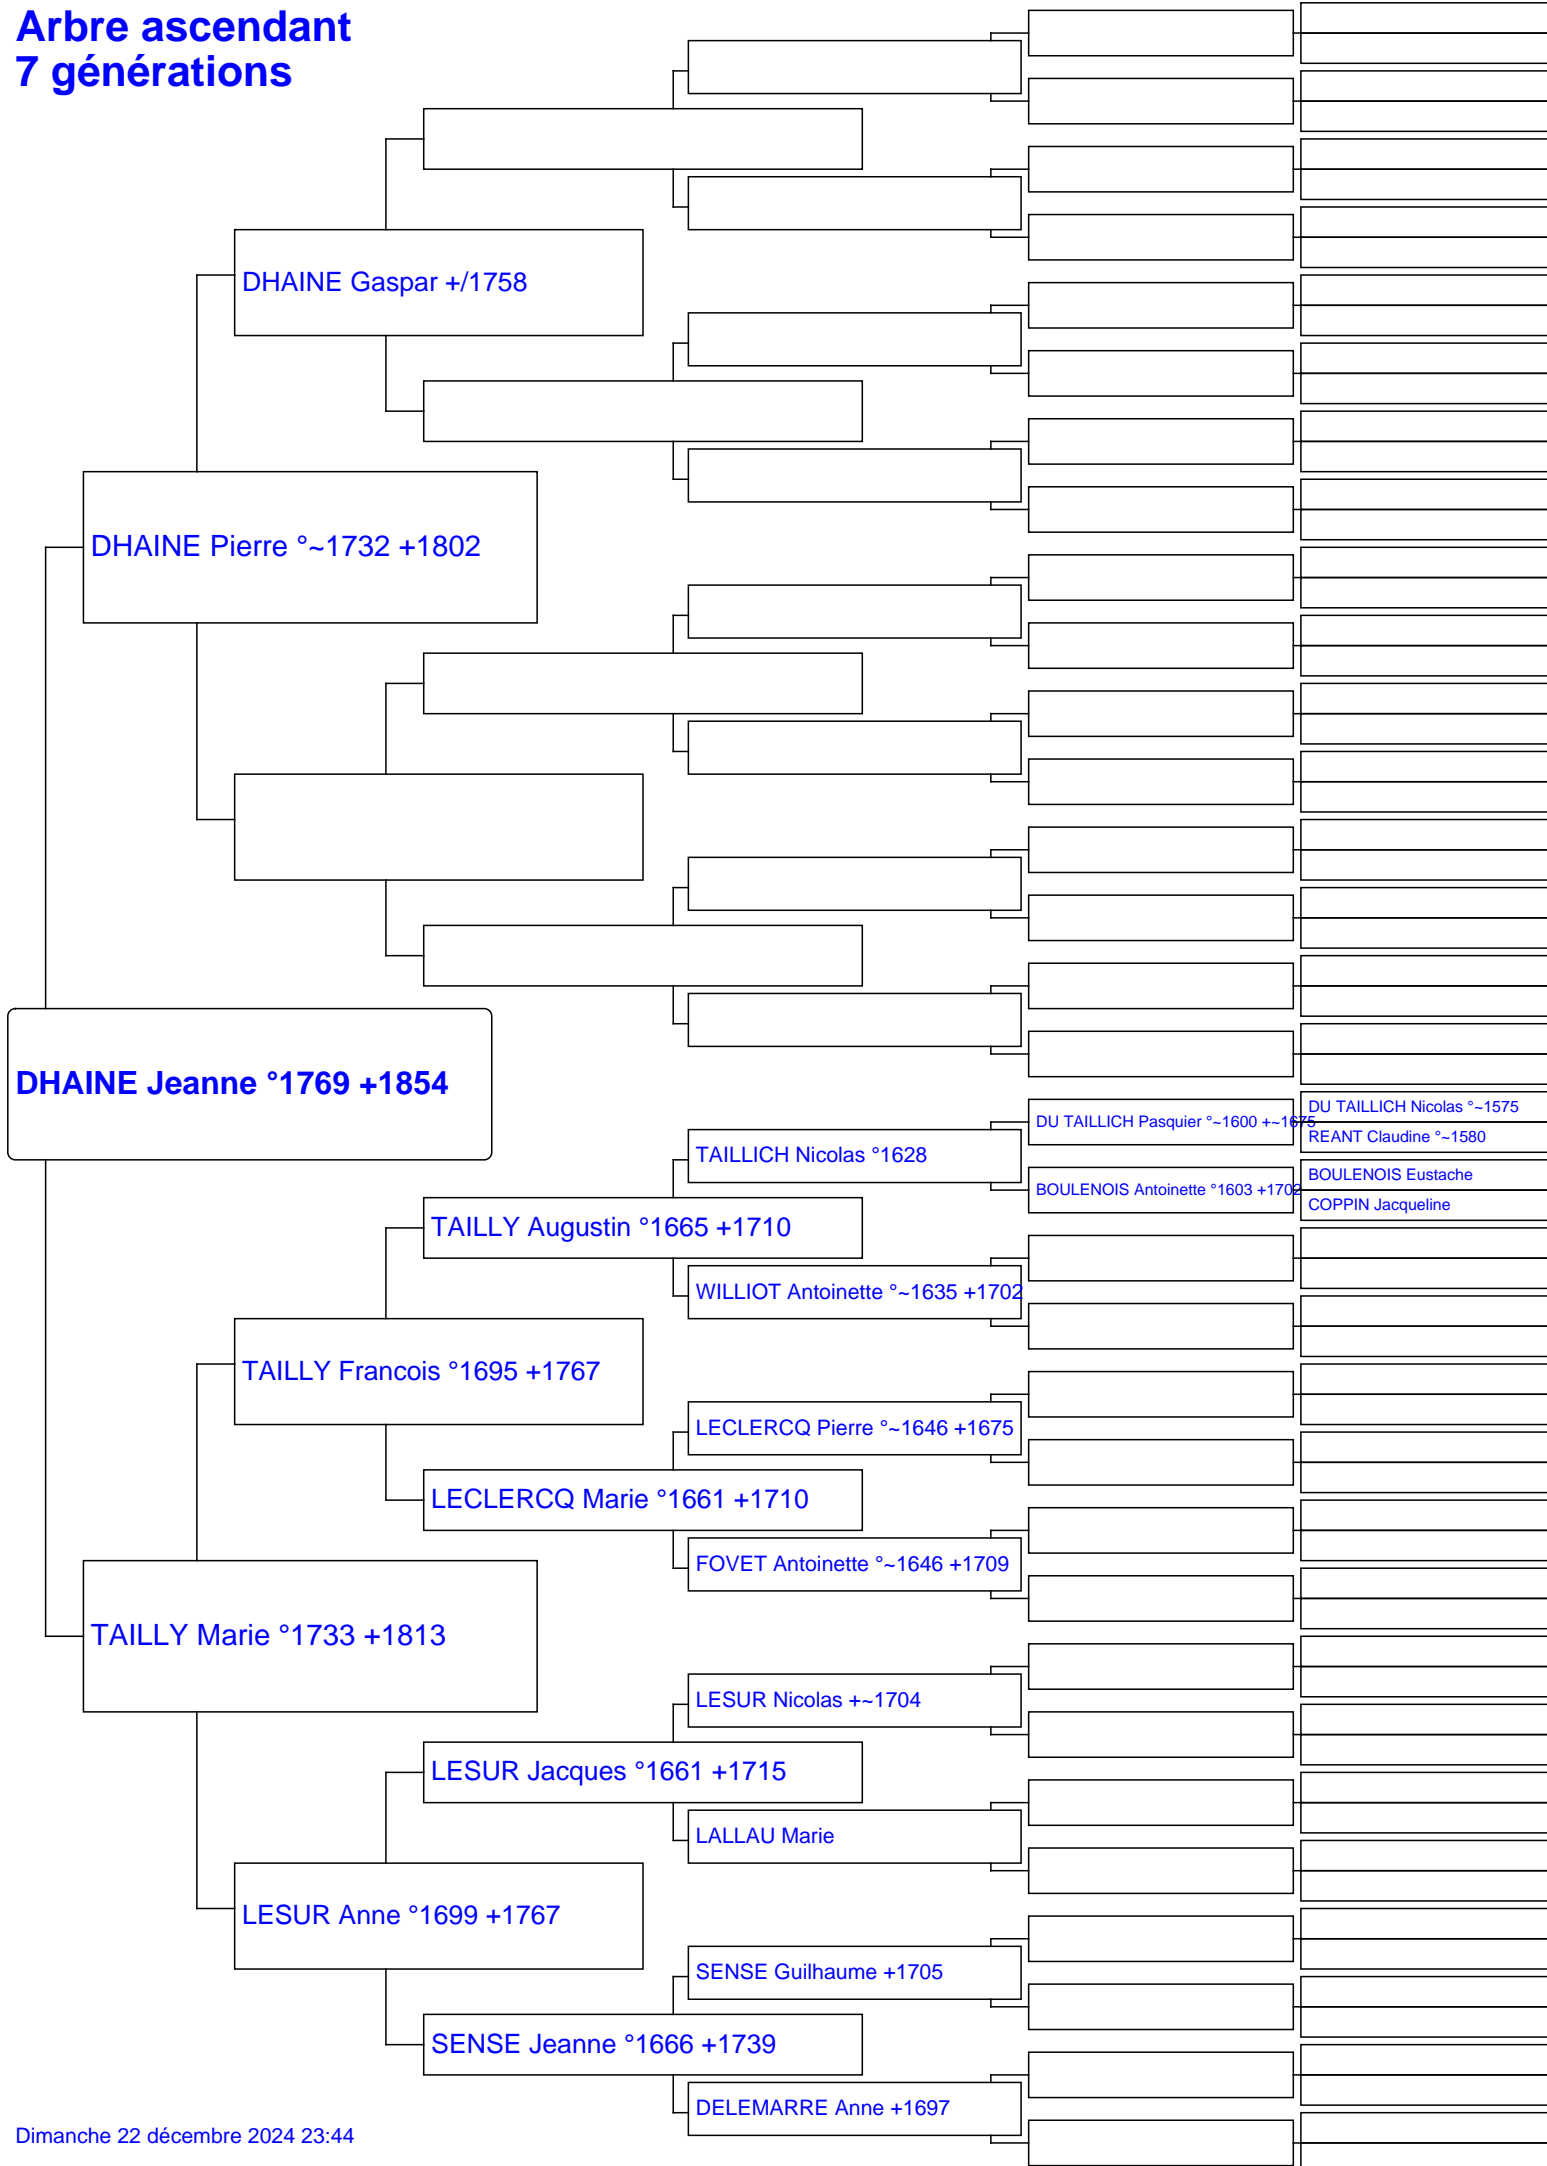 Arbre ascendant
7 générations
DHAINE Gaspar +/1758
DHAINE Pierre °~1732 +1802
DHAINE Jeanne °1769 +1854
DU TAILLICH Nicolas °~1575
DU TAILLICH Pasquier °~1600 +~1675
REANT Claudine °~1580
TAILLICH Nicolas °1628
BOULENOIS Eustache
BOULENOIS Antoinette °1603 +1702
COPPIN Jacqueline
TAILLY Augustin °1665 +1710
WILLIOT Antoinette °~1635 +1702
TAILLY Francois °1695 +1767
LECLERCQ Pierre °~1646 +1675
LECLERCQ Marie °1661 +1710
FOVET Antoinette °~1646 +1709
TAILLY Marie °1733 +1813
LESUR Nicolas +~1704
LESUR Jacques °1661 +1715
LALLAU Marie
LESUR Anne °1699 +1767
SENSE Guilhaume +1705
SENSE Jeanne °1666 +1739
DELEMARRE Anne +1697
Dimanche 22 décembre 2024 23:44